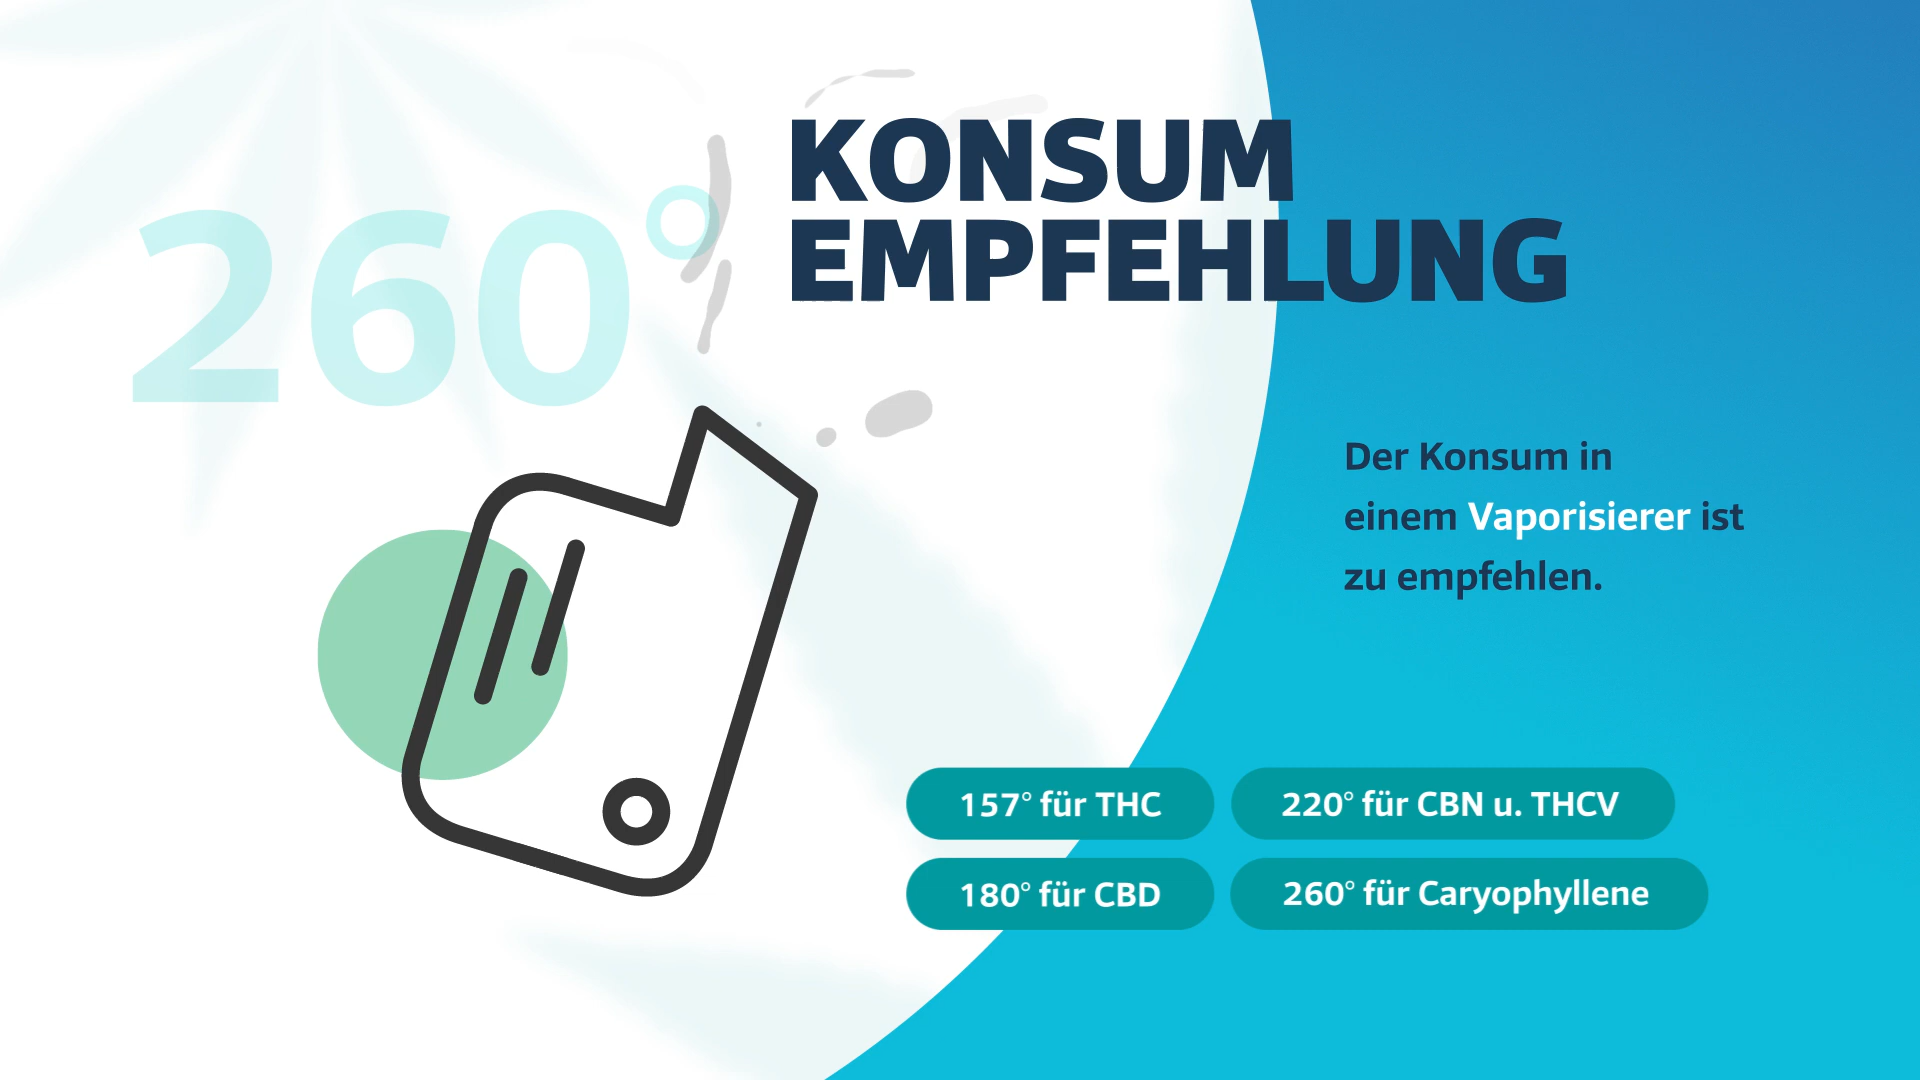 260°
KONSUM
EMPFEHLUNG
Der Konsum in
einem Vaporisierer ist
zu empfehlen.
157° für THC
220° für CBN u. THCV
180° für CBD
260° für Caryophyllene